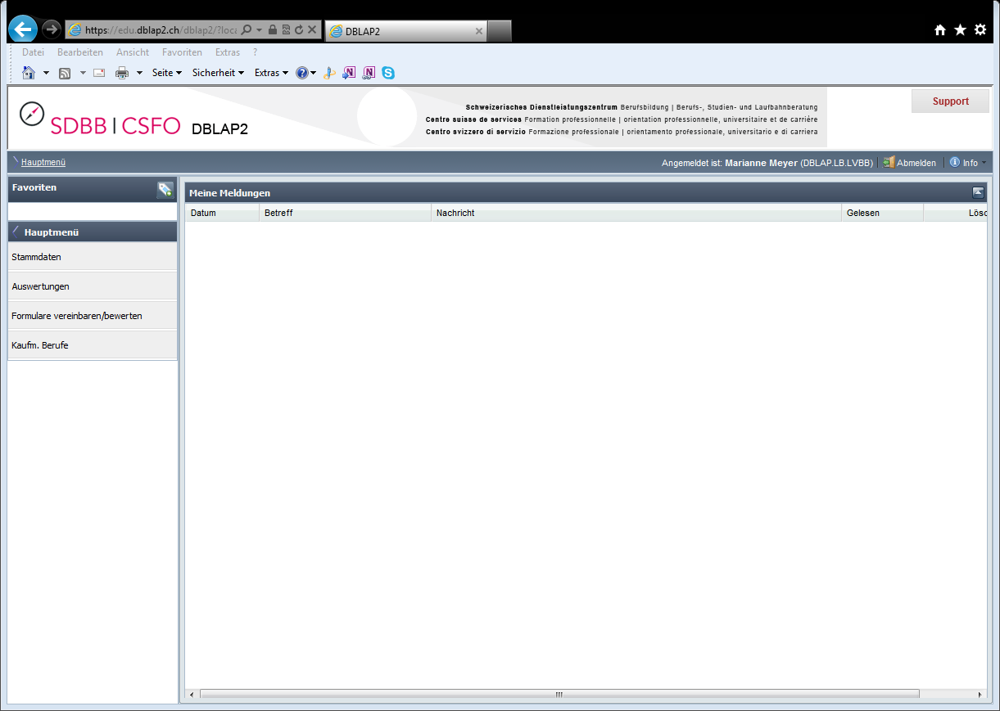 https://edu.dblap2.ch/dblap2/?loca
DBLAP2
Datei Bearbeiten Ansicht Favoriten Extras ?
Seite Sicherheit Extras
SDBB | CSFO DBLAP2
Schweizerisches Dienstleistungszentrum Berufsbildung | Berufs-, Studien- und Laufbahnberatung
Centre suisse de services Formation professionnelle | orientation professionnelle, universitaire et de carrière
Centro svizzero di servizio Formazione professionale | orientamento professionale, universitario e di carriera
Support
Hauptmenü
Angemeldet ist: Marianne Meyer (DBLAP.LB.LVBB) Abmelden Info
Favoriten
Meine Meldungen
Datum Betreff Nachricht Gelesen Lösc
Hauptmenü
Stammdaten
Auswertungen
Formulare vereinbaren/bewerten
Kaufm. Berufe